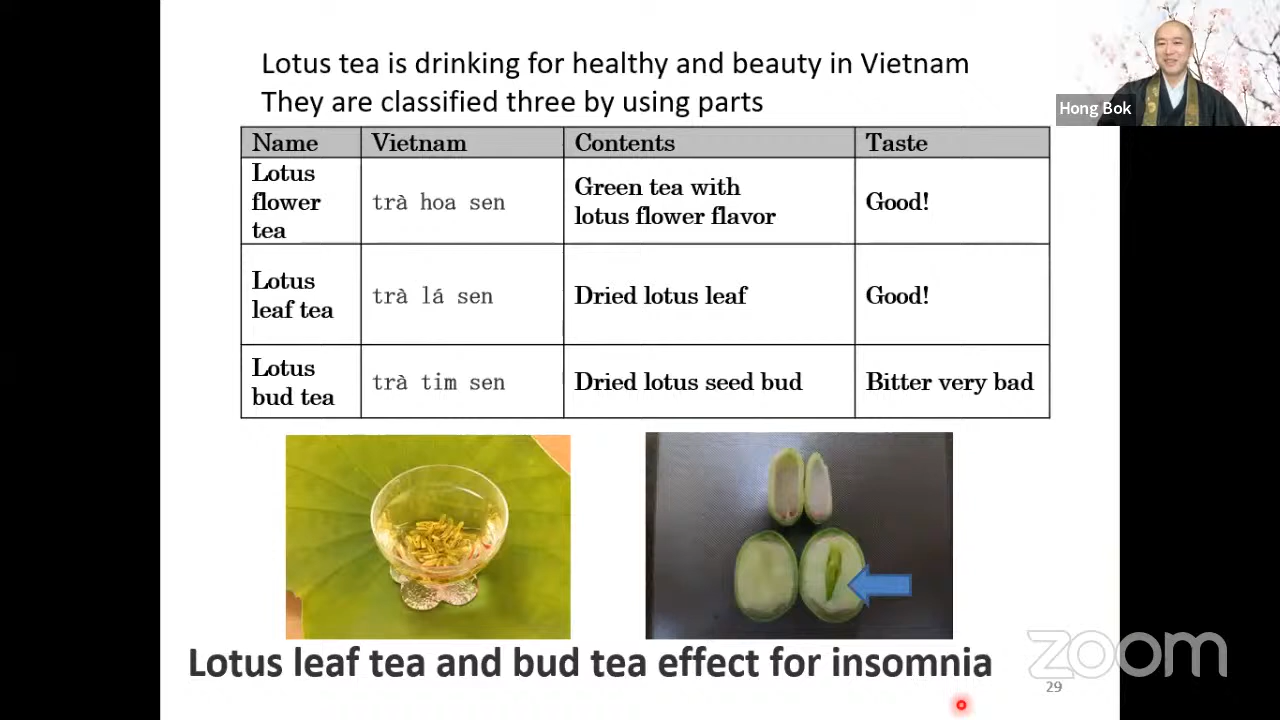 Lotus tea is drinking for healthy and beauty in Vietnam
They are classified three by using parts
Hong Bok
Name Vietnam Contents Taste
Lotus
flower
tea
trà hoa sen
Green tea with
lotus flower flavor
Good!
Lotus
leaf tea
trà lá sen
Dried lotus leaf
Good!
Lotus
bud tea
trà tim sen
Dried lotus seed bud
Bitter very bad
Lotus leaf tea and bud tea effect for insomnia
zoom
29